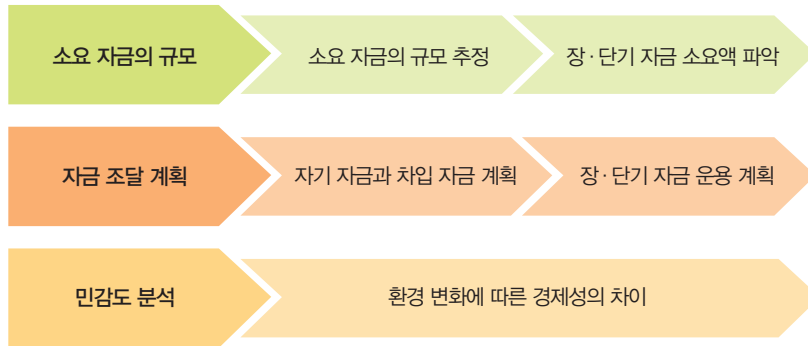 소요 자금의 규모 소요 자금의 규모 추정 장·단기 자금 소요액 파악
자금 조달 계획 자기 자금과 차입 자금 계획 장·단기 자금 운용 계획
민감도 분석 환경 변화에 따른 경제성의 차이